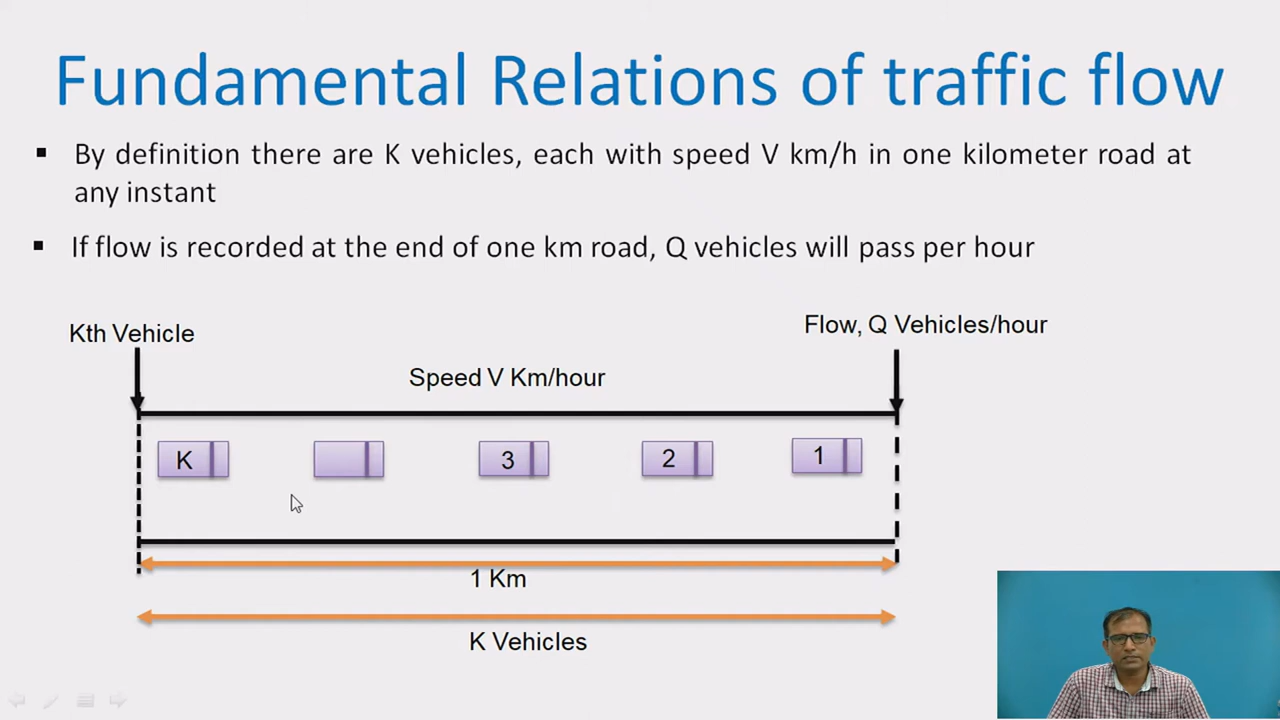 Fundamental Relations of traffic flow
▪ By definition there are K vehicles, each with speed V km/h in one kilometer road at
any instant
▪ If flow is recorded at the end of one km road, Q vehicles will pass per hour
Kth Vehicle
Flow, Q Vehicles/hour
Speed V Km/hour
K 3 2 1
1 Km
K Vehicles